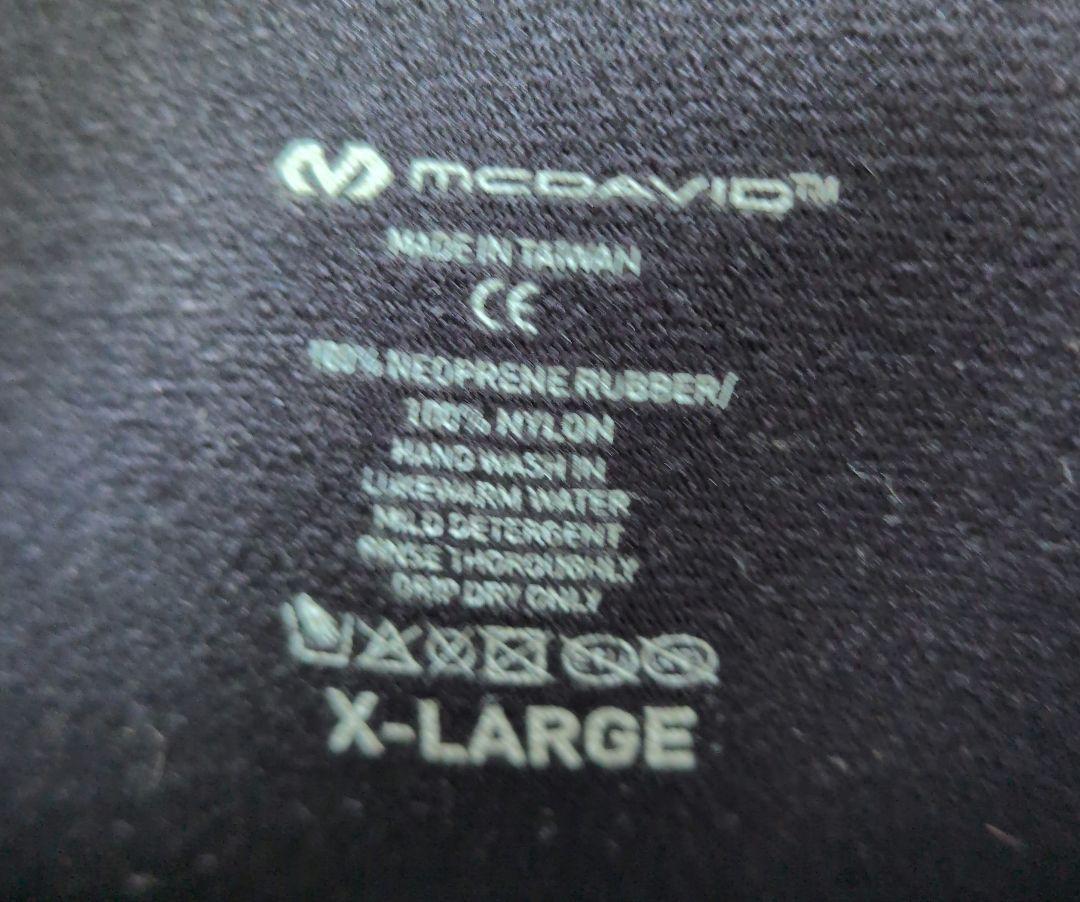 MCDAVID™
MADE IN TAIWAN
CE
100% NEOPRENE RUBBER/
100% NYLON
HAND WASH IN
LUKEWARM WATER
MILD DETERGENT
RINSE THOROUGHLY
DRIP DRY ONLY
X-LARGE